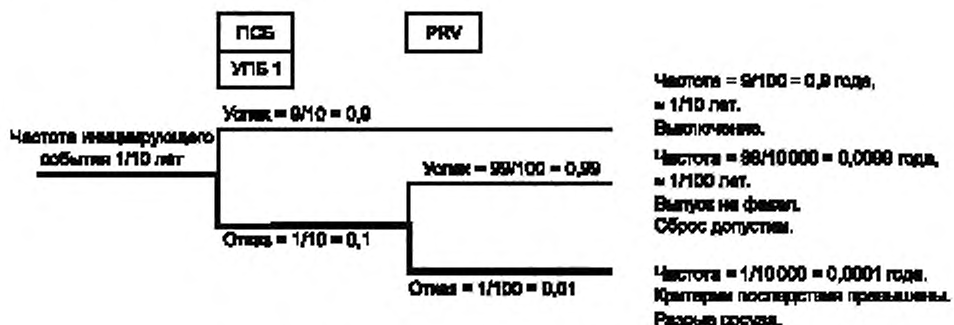 ПСБ
PRV
УПБ 1
Успех = 9/10 = 0,9
Частота инициирующего
события 1/10 лет
Успех = 99/100 = 0,99
Отказ = 1/10 = 0,1
Отказ = 1/100 = 0,01
Частота = 9/100 = 0,9 года,
≈ 1/10 лет.
Выключение.
Частота = 99/10000 = 0,0099 года,
≈ 1/100 лет.
Выпуск на факел.
Сброс допустим.
Частота = 1/10000 = 0,0001 года.
Критерии последствия превышены.
Разрыв сосуда.